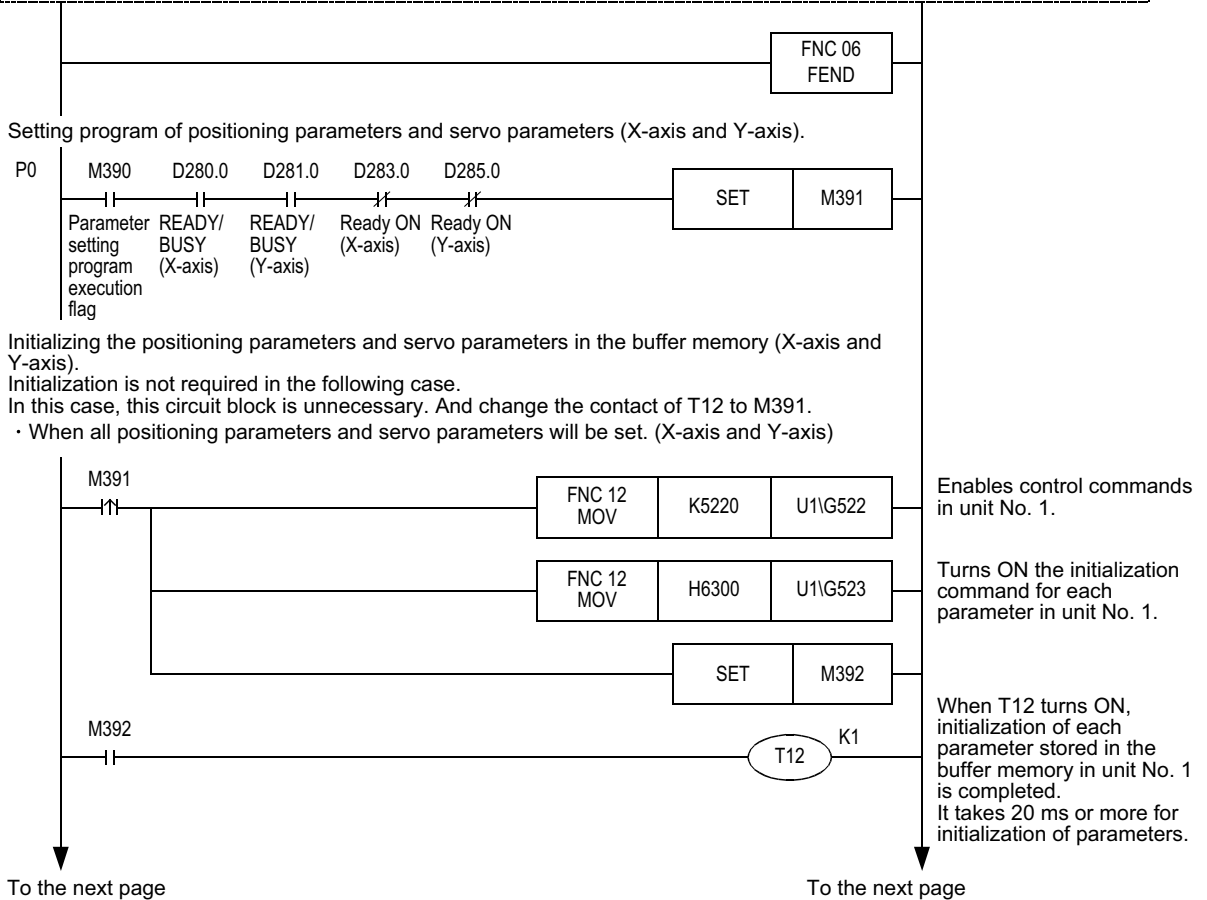 FNC 06
FEND
Setting program of positioning parameters and servo parameters (X-axis and Y-axis).
P0
M390 D280.0 D281.0 D283.0 D285.0
SET M391
Parameter setting program execution flag
READY/ BUSY (X-axis)
READY/ BUSY (Y-axis)
Ready ON (X-axis)
Ready ON (Y-axis)
Initializing the positioning parameters and servo parameters in the buffer memory (X-axis and
Y-axis).
Initialization is not required in the following case.
In this case, this circuit block is unnecessary. And change the contact of T12 to M391.
・When all positioning parameters and servo parameters will be set. (X-axis and Y-axis)
M391
FNC 12
MOV
K5220
U1\G522
Enables control commands
in unit No. 1.
FNC 12
MOV
H6300
U1\G523
Turns ON the initialization
command for each
parameter in unit No. 1.
SET M392
M392
T12
K1
When T12 turns ON,
initialization of each
parameter stored in the
buffer memory in unit No. 1
is completed.
It takes 20 ms or more for
initialization of parameters.
To the next page
To the next page